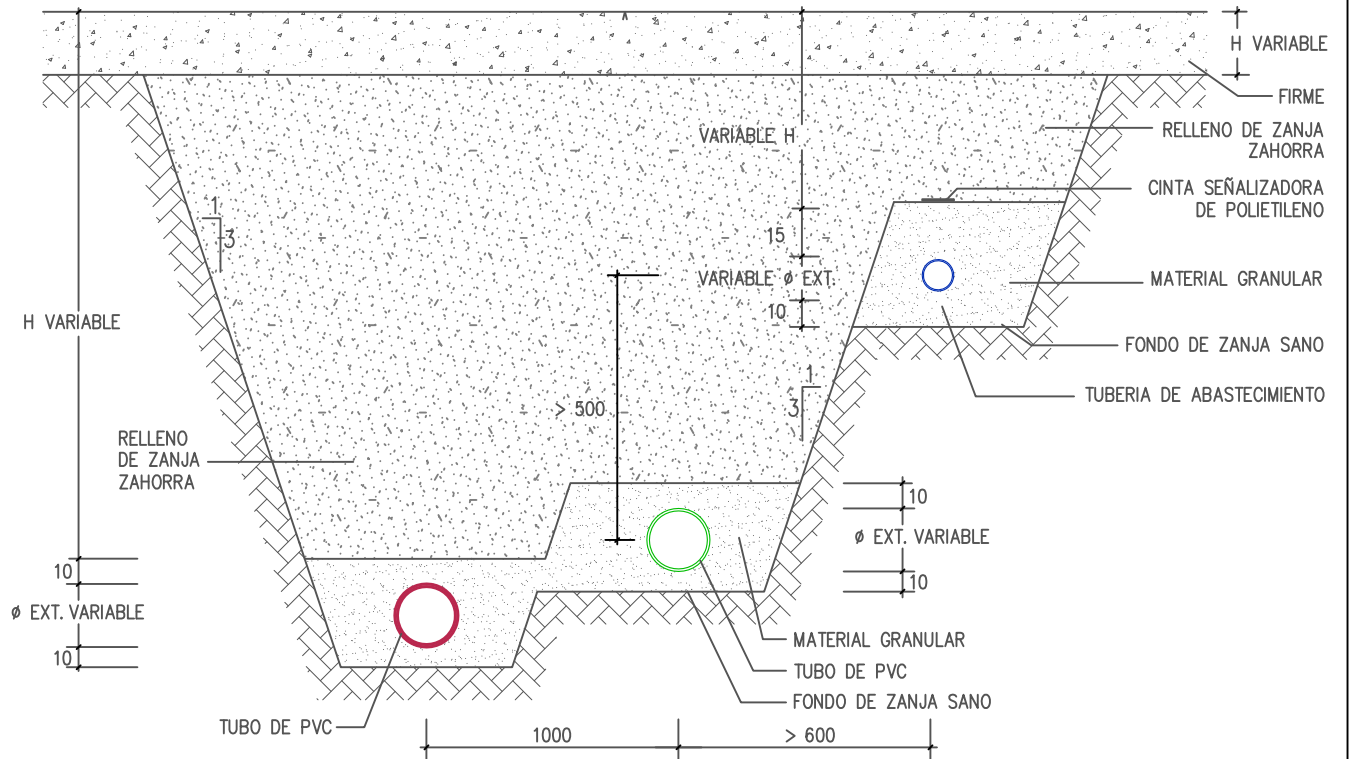 H VARIABLE
FIRME
RELLENO DE ZANJA
ZAHORRA
VARIABLE H
CINTA SEÑALIZADORA
DE POLIETILENO
1
3
15
VARIABLE ø EXT.
10
MATERIAL GRANULAR
H VARIABLE
FONDO DE ZANJA SANO
1
3
TUBERIA DE ABASTECIMIENTO
> 500
RELLENO
DE ZANJA
ZAHORRA
10
ø EXT. VARIABLE
10
10
ø EXT. VARIABLE
10
MATERIAL GRANULAR
TUBO DE PVC
FONDO DE ZANJA SANO
TUBO DE PVC
1000
> 600